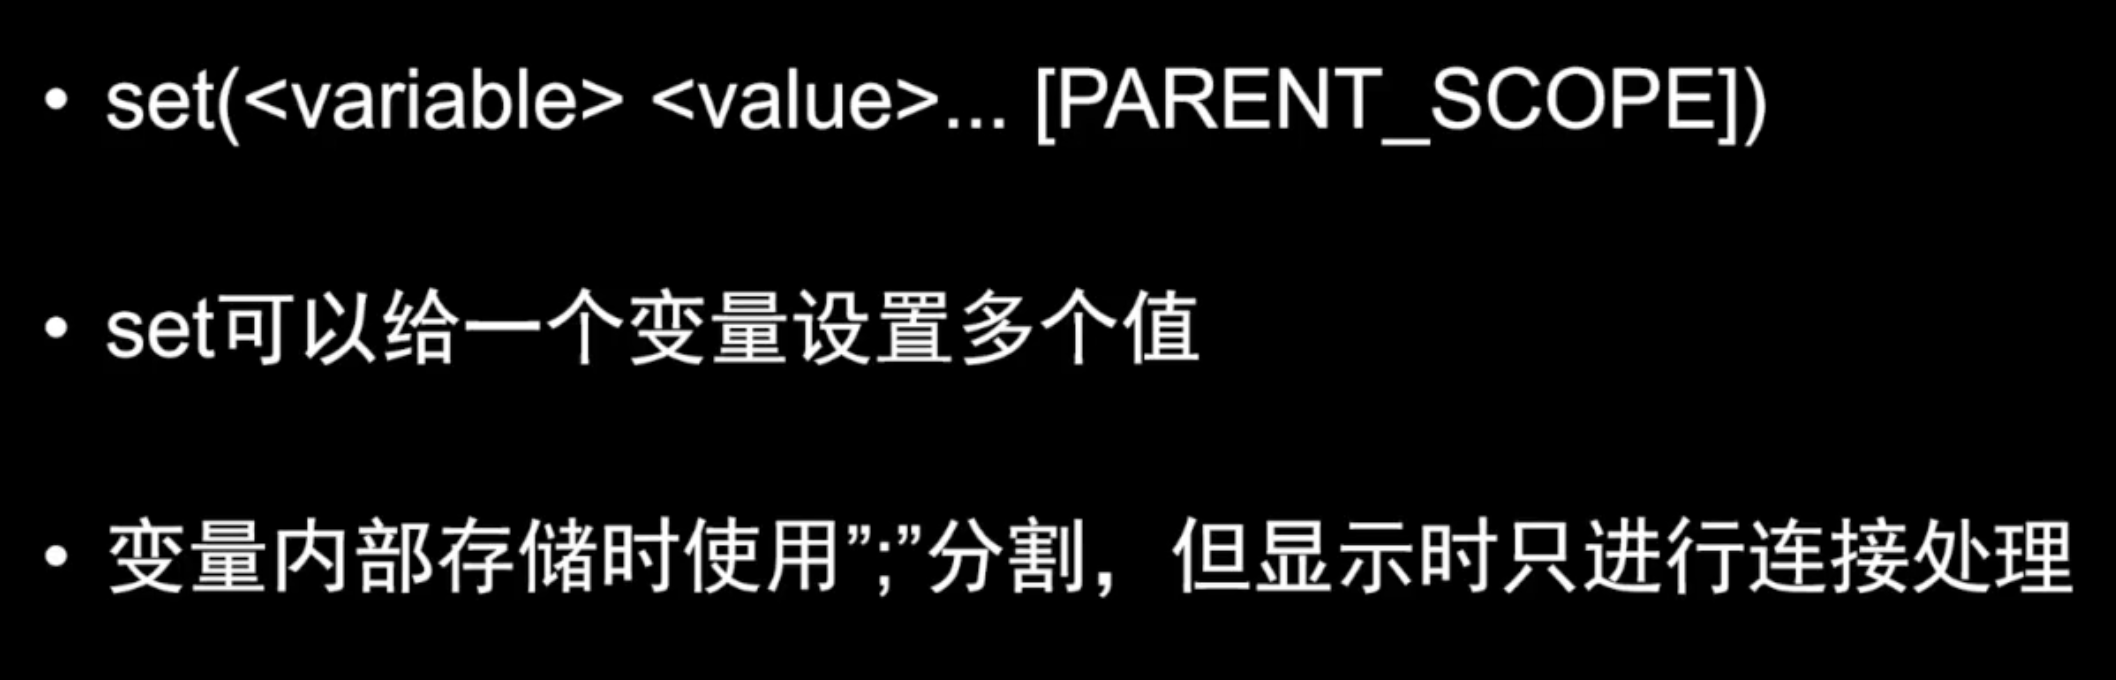 • set(<variable> <value>... [PARENT_SCOPE])
• set可以给一个变量设置多个值
• 变量内部存储时使用”;”分割，但显示时只进行连接处理